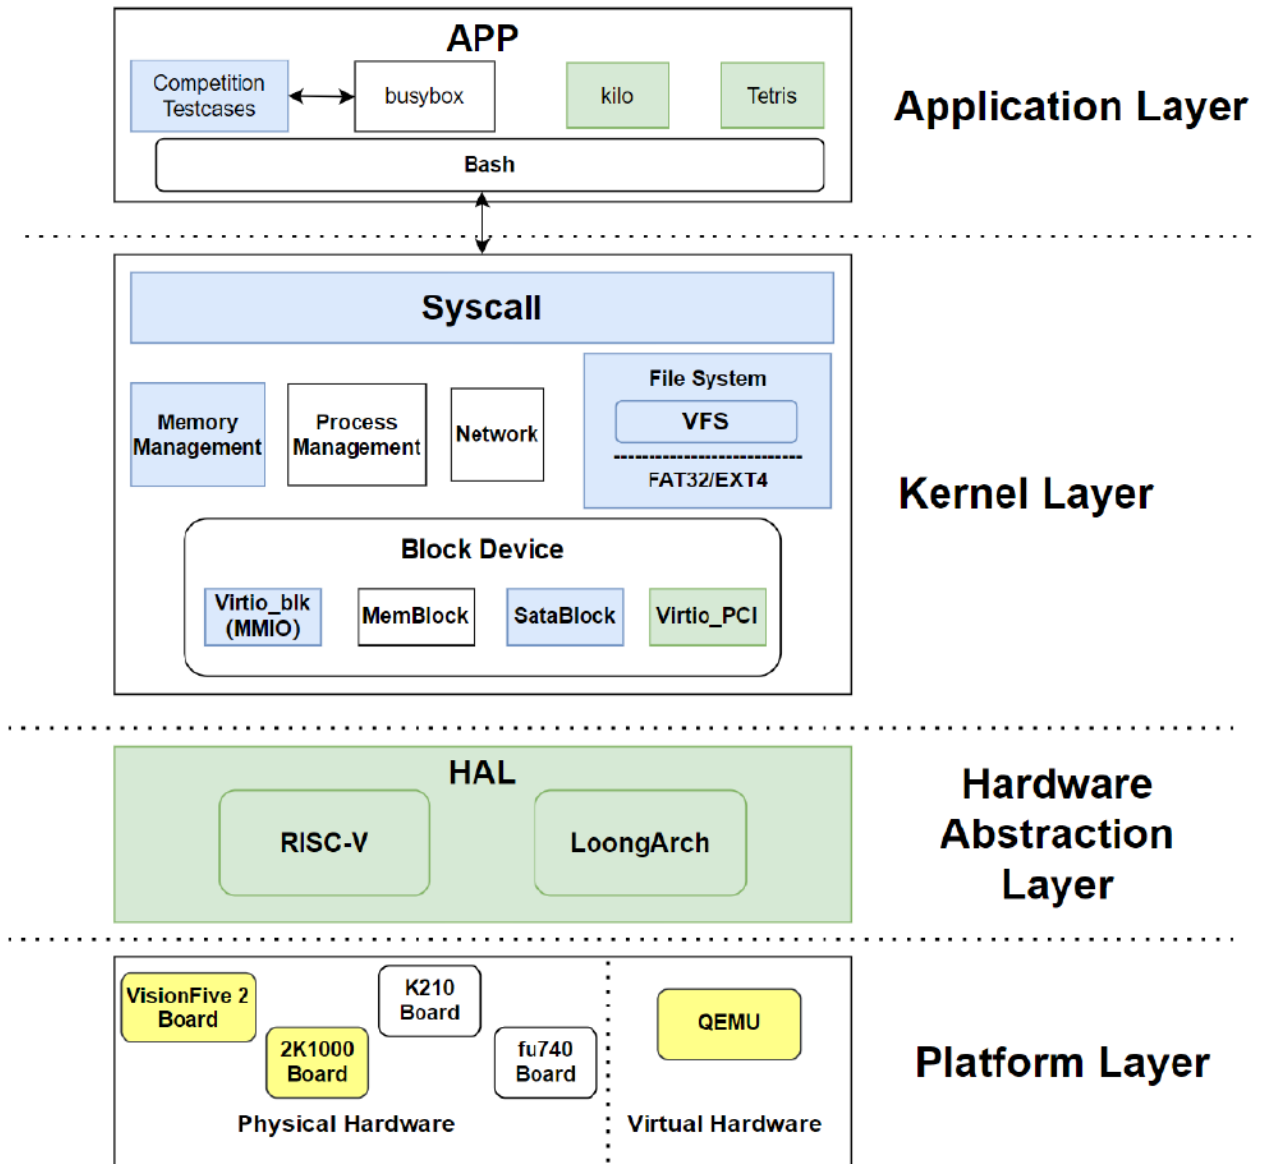 APP
Competition
Testcases
busybox
kilo
Tetris
Bash
Application Layer
Syscall
Memory
Management
Process
Management
Network
File System
VFS
FAT32/EXT4
Kernel Layer
Block Device
Virtio_blk
(MMIO)
MemBlock
SataBlock
Virtio_PCI
HAL
RISC-V
LoongArch
Hardware
Abstraction
Layer
VisionFive 2
Board
2K1000
Board
K210
Board
fu740
Board
QEMU
Physical Hardware
Virtual Hardware
Platform Layer